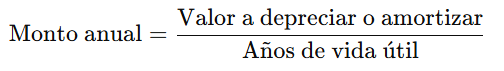 Monto anual = Valor a depreciar o amortizar
Años de vida útil